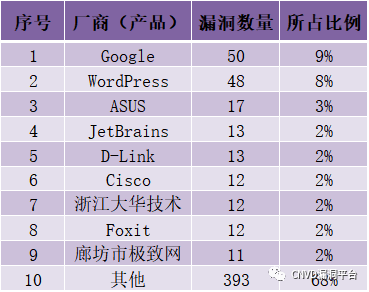 序号 厂商（产品） 漏洞数量 所占比例
1 Google 50 9%
2 WordPress 48 8%
3 ASUS 17 3%
4 JetBrains 13 2%
5 D-Link 13 2%
6 Cisco 12 2%
7 浙江大华技术 12 2%
8 Foxit 12 2%
9 廊坊市极致网 11 2%
10 其他 393 68%
CNVD漏洞平台